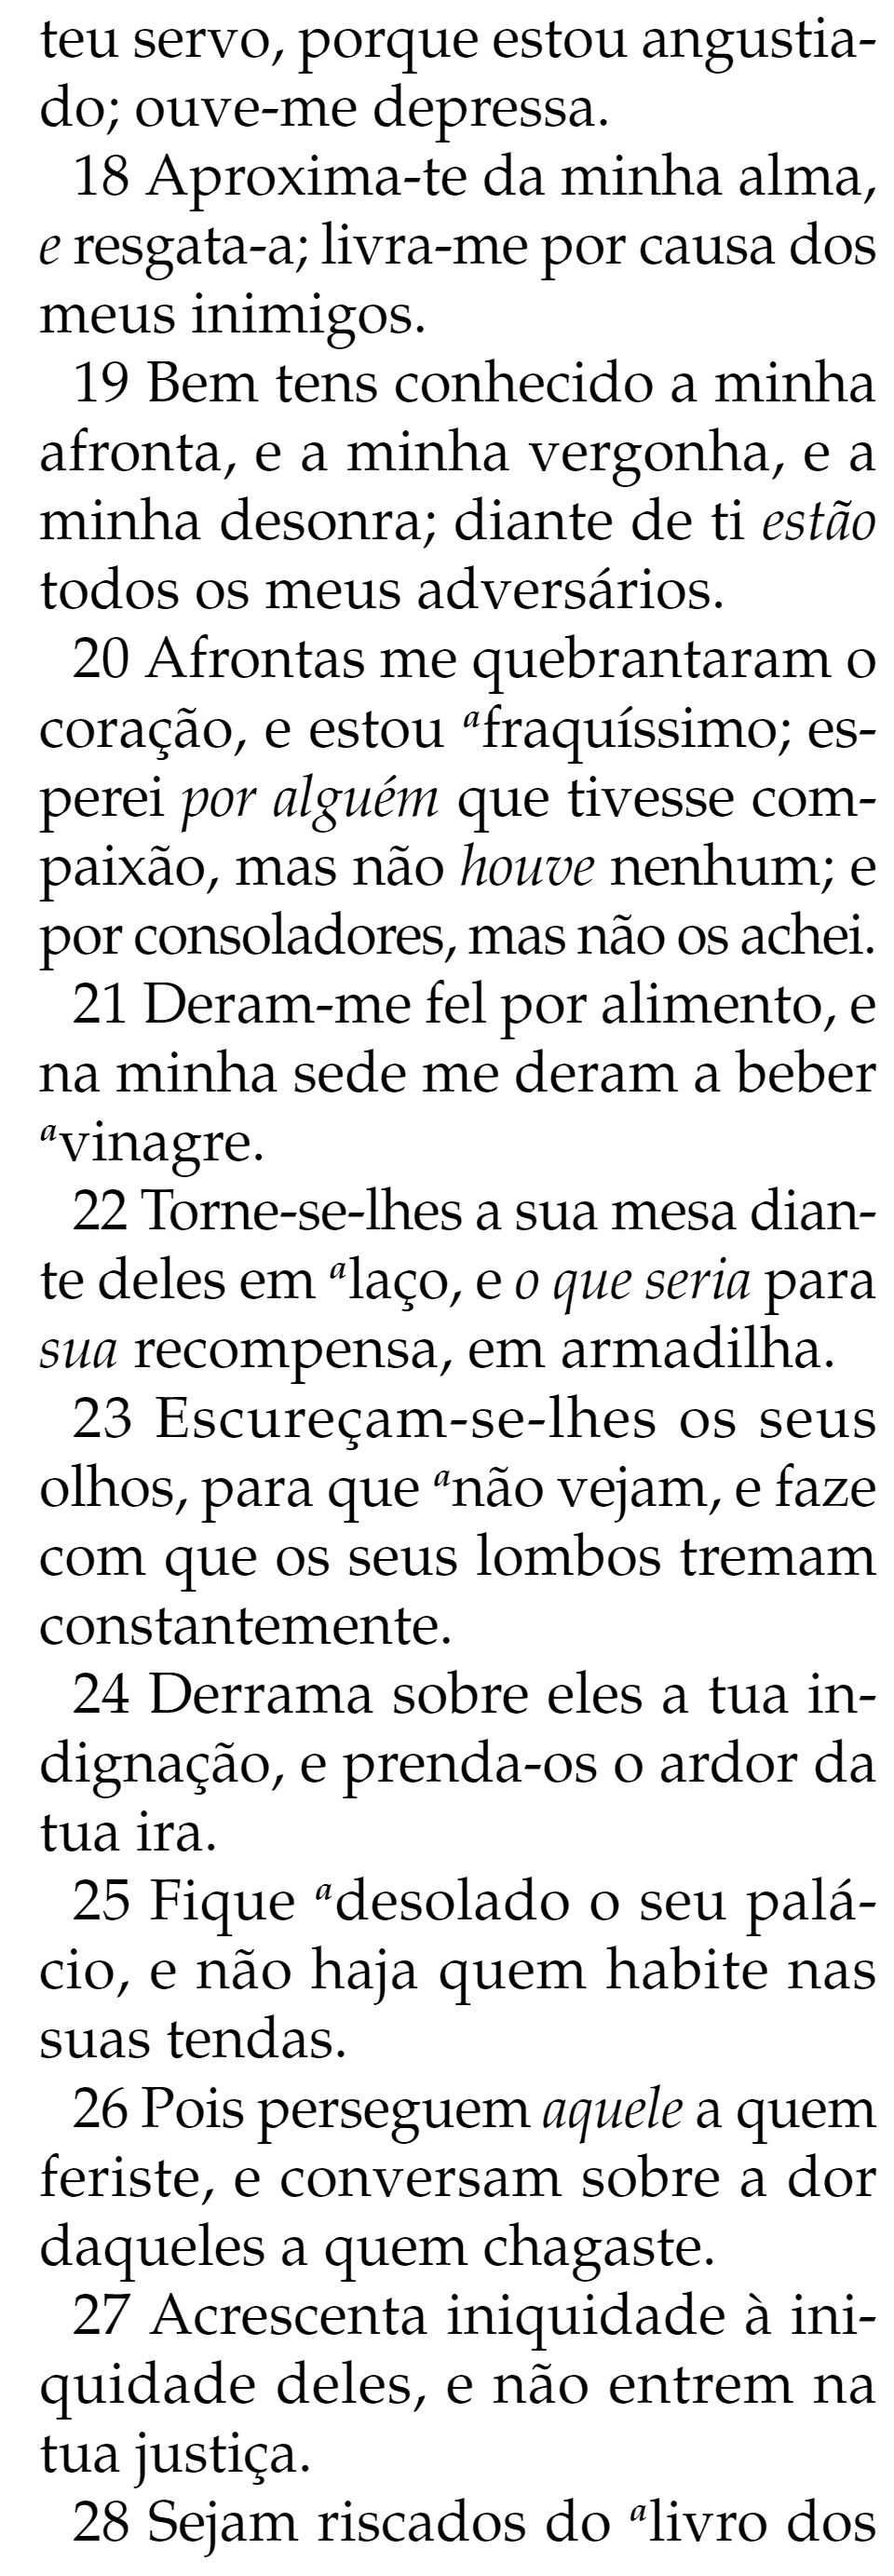 teu servo, porque estou angustia-
do; ouve-me depressa.
18 Aproxima-te da minha alma,
e resgata-a; livra-me por causa dos
meus inimigos.
19 Bem tens conhecido a minha
afronta, e a minha vergonha, e a
minha desonra; diante de ti estão
todos os meus adversários.
20 Afrontas me quebrantaram o
coração, e estou ᵃfraquíssimo; es-
perei por alguém que tivesse com-
paixão, mas não houve nenhum; e
por consoladores, mas não os achei.
21 Deram-me fel por alimento, e
na minha sede me deram a beber
ᵃvinagre.
22 Torne-se-lhes a sua mesa dian-
te deles em ᵃlaço, e o que seria para
sua recompensa, em armadilha.
23 Escureçam-se-lhes os seus
olhos, para que ᵃnão vejam, e faze
com que os seus lombos tremam
constantemente.
24 Derrama sobre eles a tua in-
dignação, e prenda-os o ardor da
tua ira.
25 Fique ᵃdesolado o seu palá-
cio, e não haja quem habite nas
suas tendas.
26 Pois perseguem aquele a quem
feriste, e conversam sobre a dor
daqueles a quem chagaste.
27 Acrescenta iniquidade à ini-
quidade deles, e não entrem na
tua justiça.
28 Sejam riscados do ᵃlivro dos